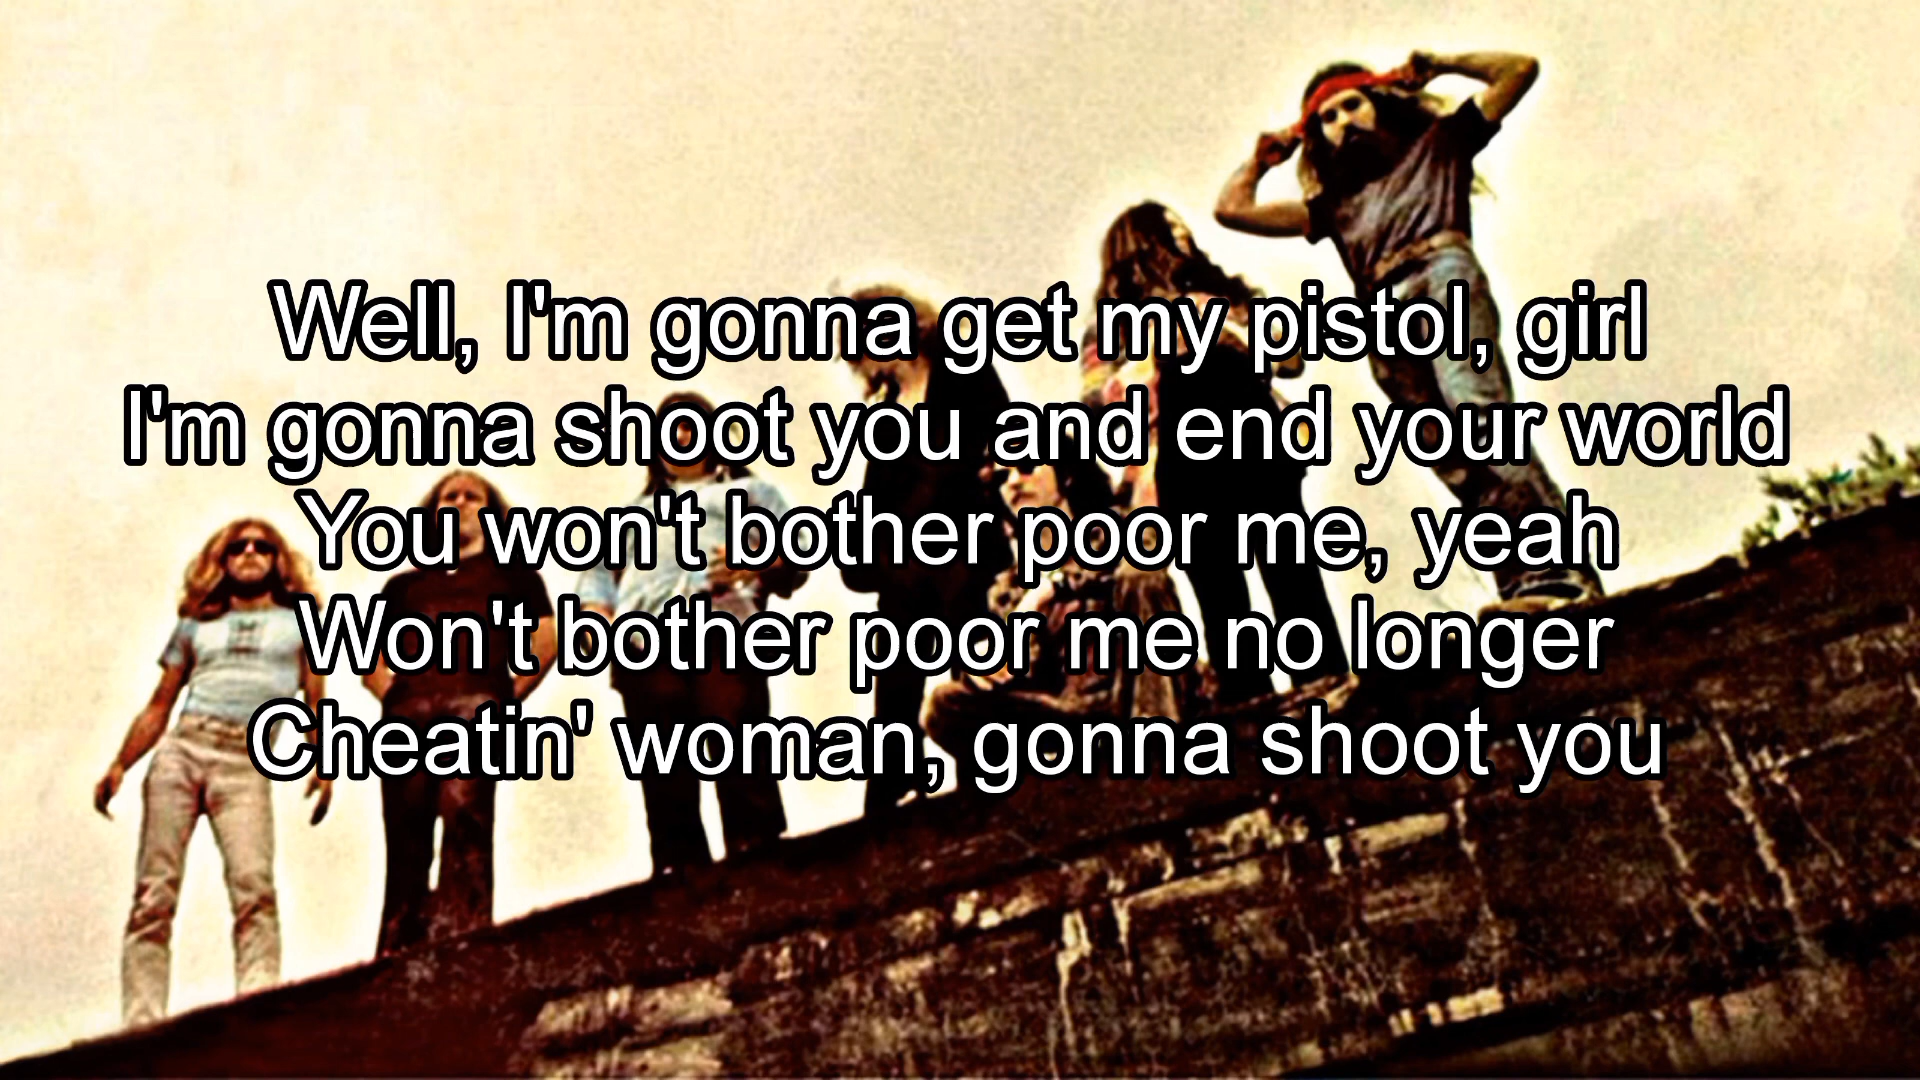 Well, I'm gonna get my pistol, girl
I'm gonna shoot you and end your world
You won't bother poor me, yeah
Won't bother poor me no longer
Cheatin' woman, gonna shoot you